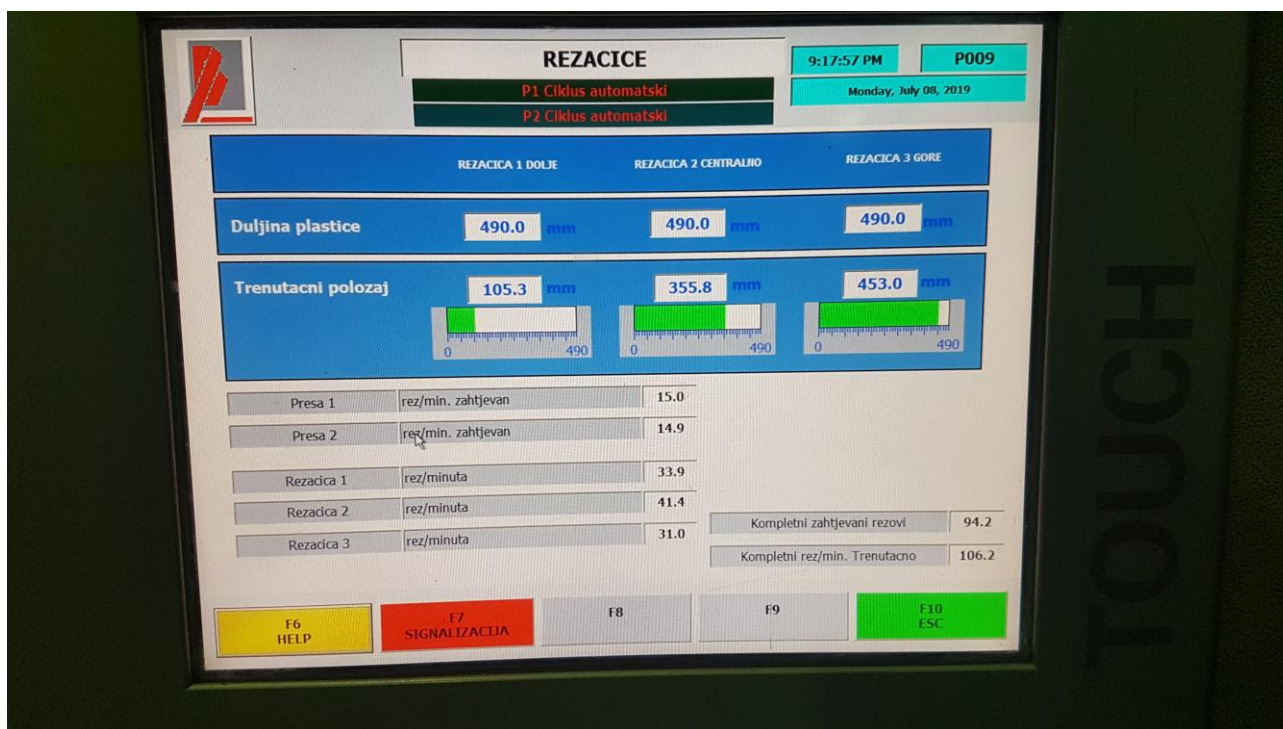 REZACICE
9:17:57 PM
P009
P1 Ciklus automatski
Monday, July 08, 2019
P2 Ciklus automatski
REZACICA 1 DOLJE REZACICA 2 CENTRALNO REZACICA 3 GORE
Duljina plastice 490.0 mm 490.0 mm 490.0 mm
Trenutacni polozaj 105.3 mm 355.8 mm 453.0 mm
0 490 0 490 0 490
Presa 1 rez/min. zahtjevan 15.0
Presa 2 rez/min. zahtjevan 14.9
Rezacica 1 rez/minuta 33.9
Rezacica 2 rez/minuta 41.4
Rezacica 3 rez/minuta 31.0
Kompletni zahtjevani rezovi 94.2
Kompletni rez/min. Trenutacno 106.2
F6
HELP
F7
SIGNALIZACIJA
F8
F9
F10
ESC
TOUCH